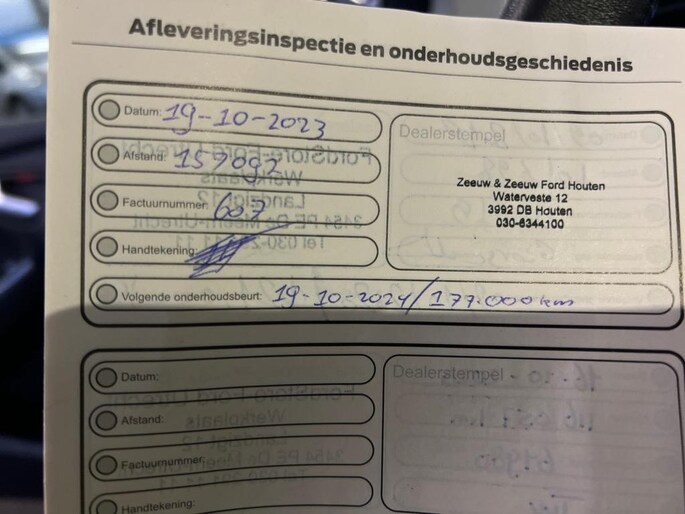 Afleveringsinspectie en onderhoudsgeschiedenis
Datum: 19-10-2023
Afstand: 157092
Factuurnummer: 607
Handtekening:
Dealerstempel
Zeeuw & Zeeuw Ford Houten
Waterveste 12
3992 DB Houten
030-6344100
Volgende onderhoudsbeurt: 19-10-2024/177.000 km
Datum:
Afstand:
Factuurnummer:
Handtekening:
Dealerstempel